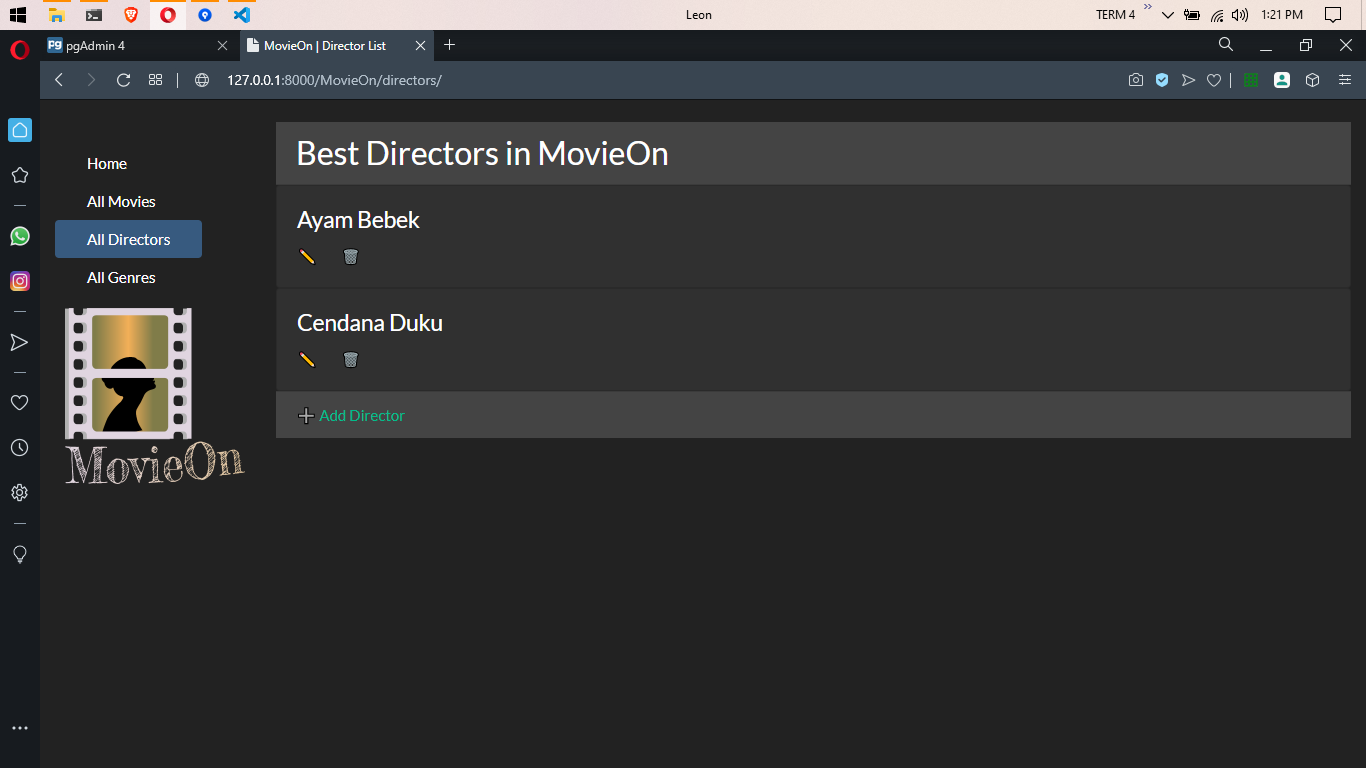 Leon
TERM 4
1:21 PM
pgAdmin 4
MovieOn | Director List
127.0.0.1:8000/MovieOn/directors/
Home
All Movies
All Directors
All Genres
MovieOn
Best Directors in MovieOn
Ayam Bebek
Cendana Duku
Add Director